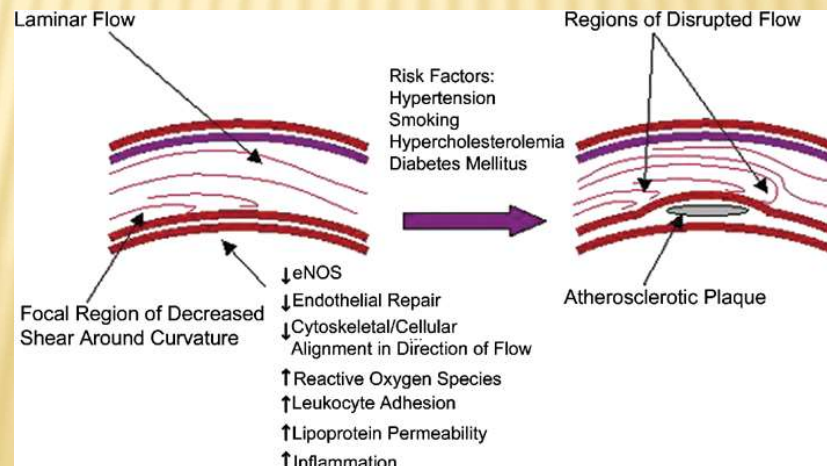 Laminar Flow
Regions of Disrupted Flow
Risk Factors:
Hypertension
Smoking
Hypercholesterolemia
Diabetes Mellitus
Focal Region of Decreased
Shear Around Curvature
↓eNOS
↓Endothelial Repair
↓Cytoskeletal/Cellular
Alignment in Direction of Flow
↑Reactive Oxygen Species
↑Leukocyte Adhesion
↑Lipoprotein Permeability
↑Inflammation
Atherosclerotic Plaque